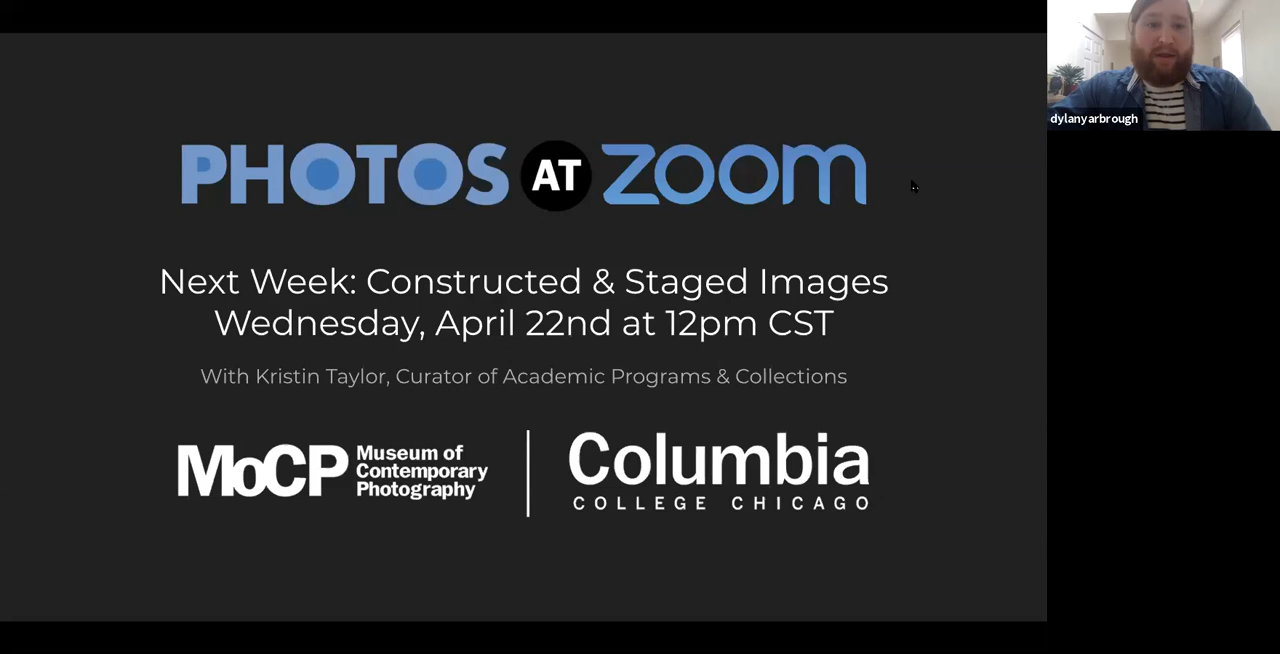 PHOTOS AT zoom
Next Week: Constructed & Staged Images
Wednesday, April 22nd at 12pm CST
With Kristin Taylor, Curator of Academic Programs & Collections
MoCP
Museum of
Contemporary
Photography
Columbia
COLLEGE CHICAGO
dylanyarbrough